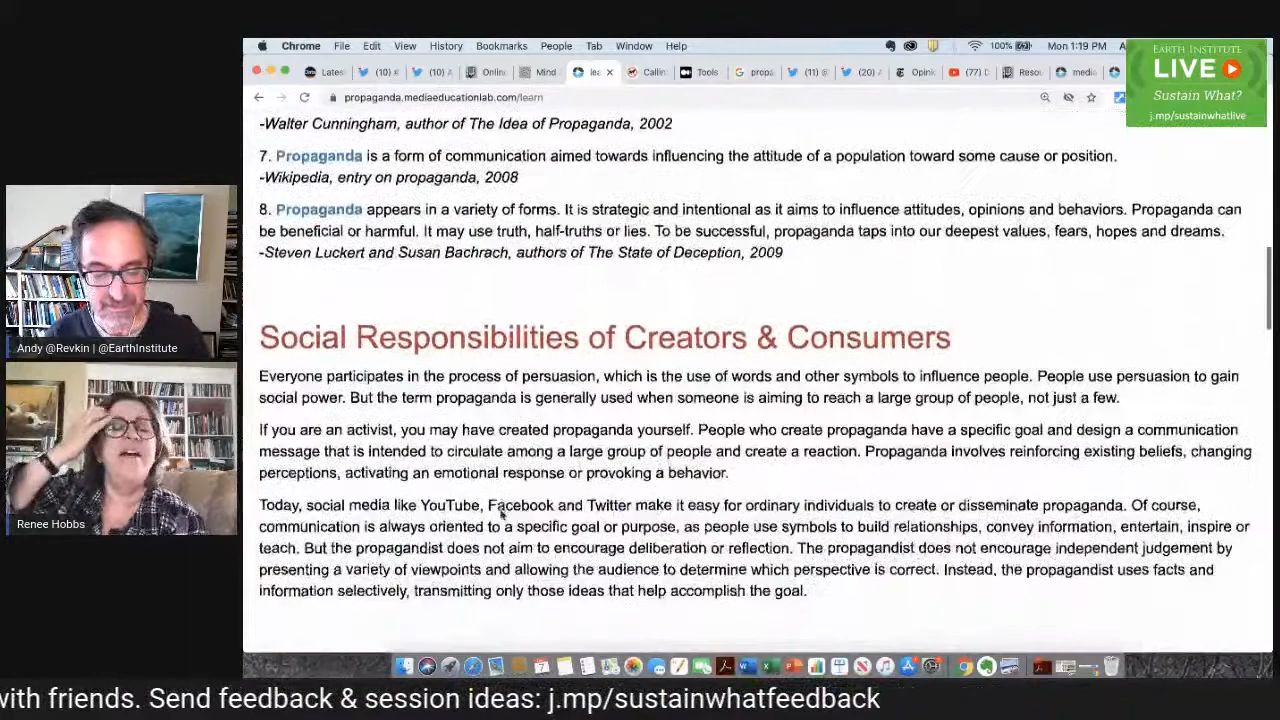 Chrome File Edit View History Bookmarks People Tab Window Help
100% Mon 1:19 PM A
Lates (10) (10) Onlin Mind lea Callin Tools propa (11) (20) Opini (77) Reso media
propaganda.mediaeducationlab.com/learn
EARTH INSTITUTE
LIVE
Sustain What?
j.mp/sustainwhatlive
-Walter Cunningham, author of The Idea of Propaganda, 2002
7. Propaganda is a form of communication aimed towards influencing the attitude of a population toward some cause or position.
-Wikipedia, entry on propaganda, 2008
8. Propaganda appears in a variety of forms. It is strategic and intentional as it aims to influence attitudes, opinions and behaviors. Propaganda can
be beneficial or harmful. It may use truth, half-truths or lies. To be successful, propaganda taps into our deepest values, fears, hopes and dreams.
-Steven Luckert and Susan Bachrach, authors of The State of Deception, 2009
Social Responsibilities of Creators & Consumers
Everyone participates in the process of persuasion, which is the use of words and other symbols to influence people. People use persuasion to gain
social power. But the term propaganda is generally used when someone is aiming to reach a large group of people, not just a few.
If you are an activist, you may have created propaganda yourself. People who create propaganda have a specific goal and design a communication
message that is intended to circulate among a large group of people and create a reaction. Propaganda involves reinforcing existing beliefs, changing
perceptions, activating an emotional response or provoking a behavior.
Today, social media like YouTube, Facebook and Twitter make it easy for ordinary individuals to create or disseminate propaganda. Of course,
communication is always oriented to a specific goal or purpose, as people use symbols to build relationships, convey information, entertain, inspire or
teach. But the propagandist does not aim to encourage deliberation or reflection. The propagandist does not encourage independent judgement by
presenting a variety of viewpoints and allowing the audience to determine which perspective is correct. Instead, the propagandist uses facts and
information selectively, transmitting only those ideas that help accomplish the goal.
Andy @Revkin | @EarthInstitute
Renee Hobbs
with friends. Send feedback & session ideas: j.mp/sustainwhatfeedback